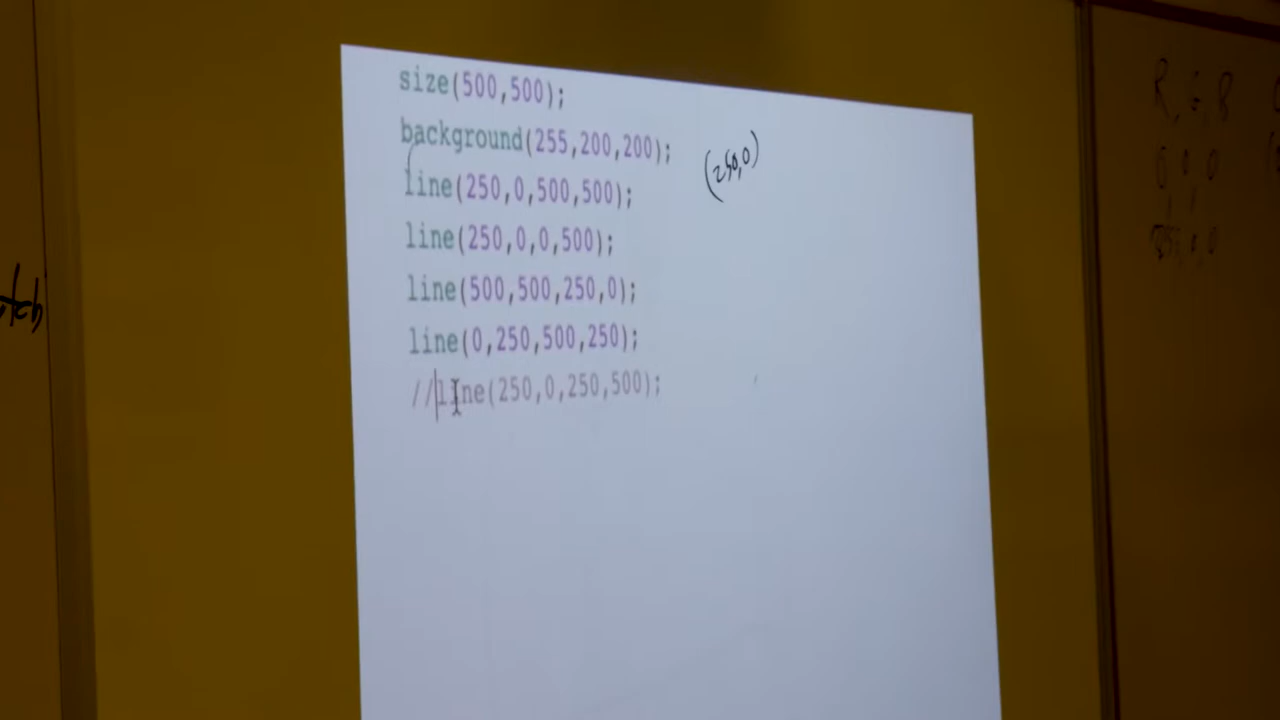 size(500,500);
background(255,200,200);
(250,0)
line(250,0,500,500);
line(250,0,0,500);
line(500,500,250,0);
line(0,250,500,250);
//line(250,0,250,500);
tch
R : B